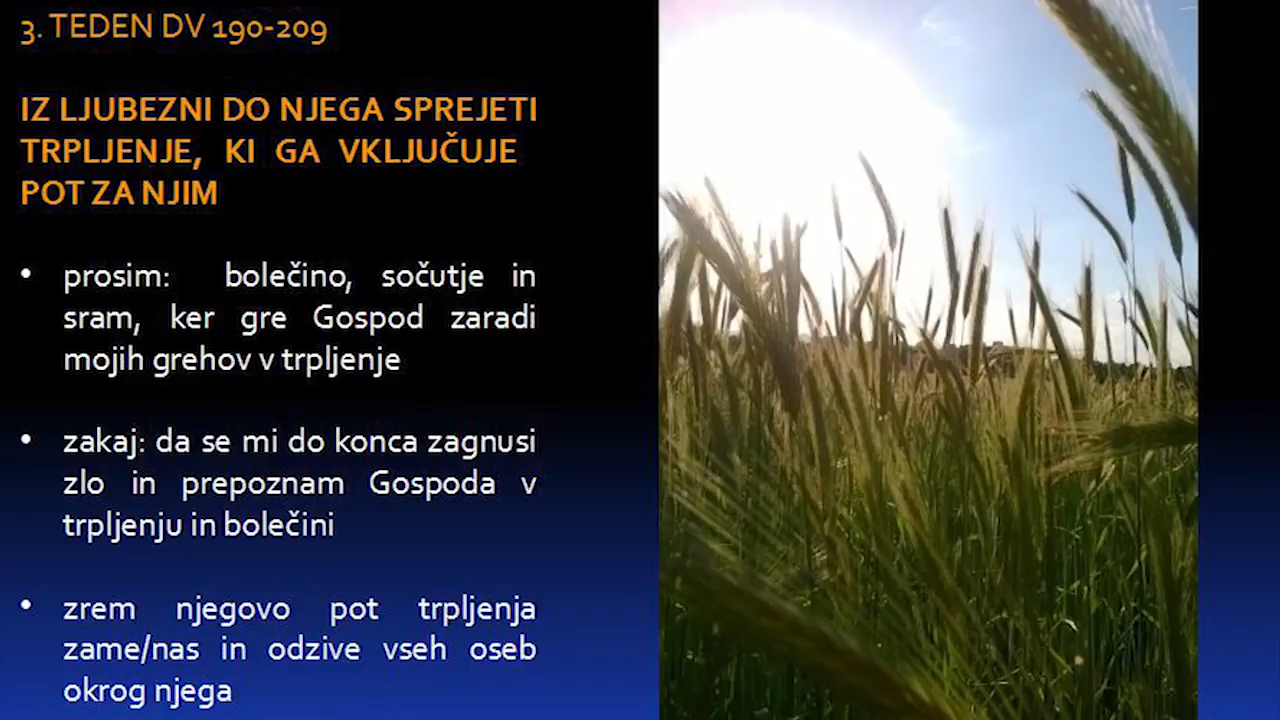 3. TEDEN DV 190-209
IZ LJUBEZNI DO NJEGA SPREJETI
TRPLJENJE, KI GA VKLJUČUJE
POT ZA NJIM
• prosim: bolečino, sočutje in
sram, ker gre Gospod zaradi
mojih grehov v trpljenje
• zakaj: da se mi do konca zagnusi
zlo in prepoznam Gospoda v
trpljenju in bolečini
• zrem njegovo pot trpljenja
zame/nas in odzive vseh oseb
okrog njega